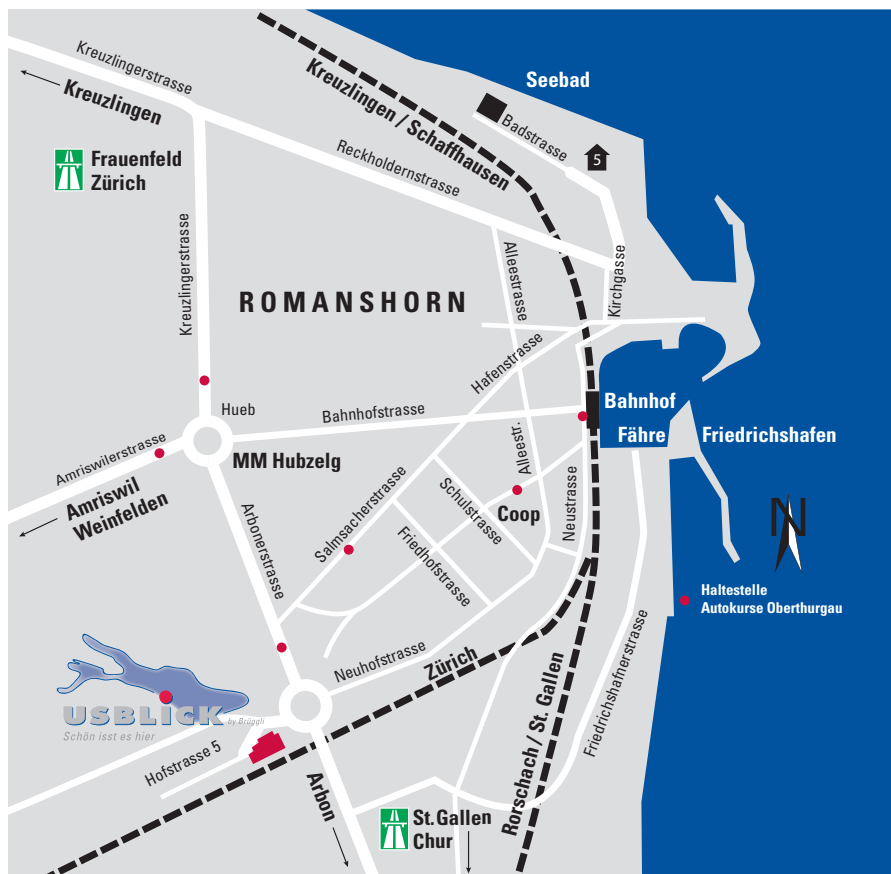 Kreuzlingerstrasse
Kreuzlingen
Frauenfeld
Zürich
Kreuzlingen / Schaffhausen
Seebad
Badstrasse
5
Reckholdernstrasse
Kreuzlingerstrasse
Alleestrasse
Kirchgasse
ROMANSHORN
Hafenstrasse
Hueb
Bahnhofstrasse
Bahnhof
Fähre
Friedrichshafen
Amriswilerstrasse
MM Hubzelg
Alleestr.
Amriswil
Weinfelden
Arbonerstrasse
Salmsacherstrasse
Schulstrasse
Coop
Neustrasse
N
Friedhofstrasse
Haltestelle
Autokurse Oberthurgau
Neuhofstrasse
Zürich
Friedrichshafnerstrasse
USBLICK
by Brüggli
Schön isst es hier
Hofstrasse 5
Rorschach / St. Gallen
Arbon
St. Gallen
Chur